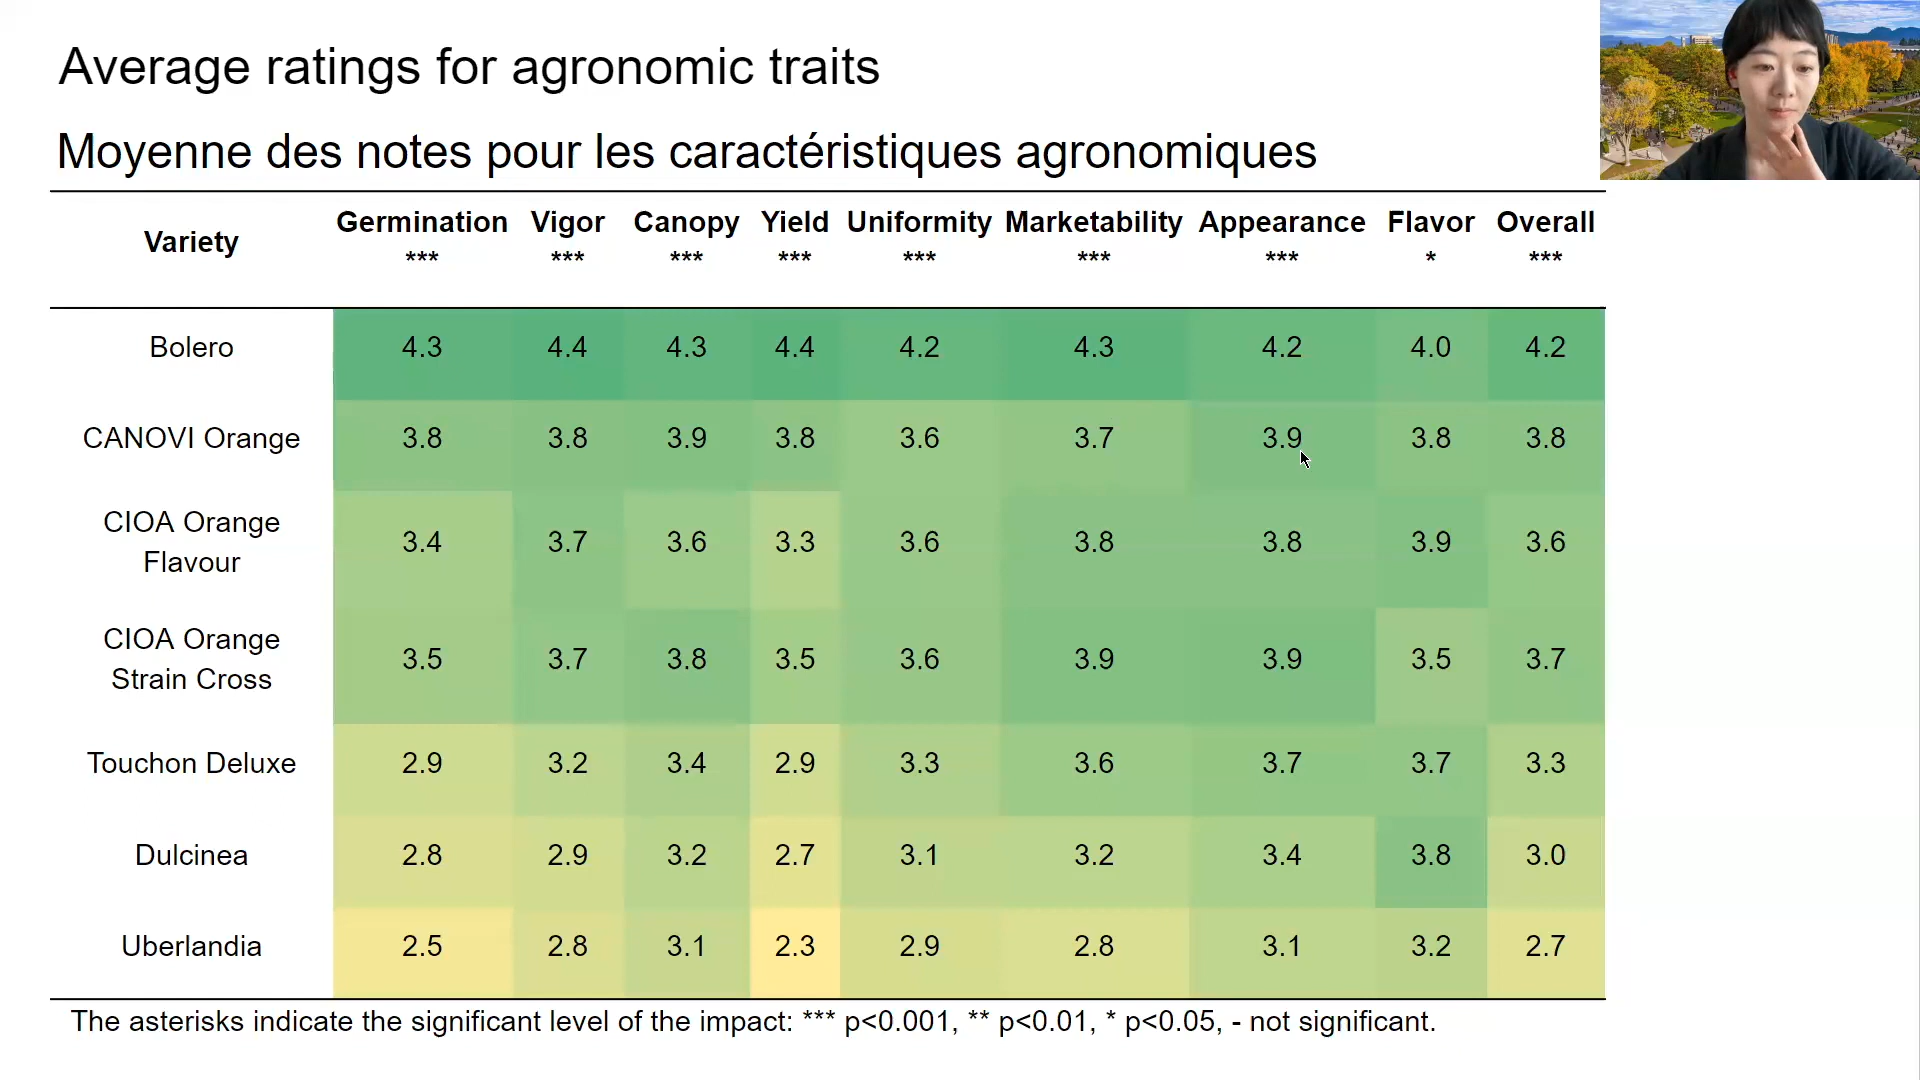 Average ratings for agronomic traits
Moyenne des notes pour les caractéristiques agronomiques
Variety Germination Vigor Canopy Yield Uniformity Marketability Appearance Flavor Overall
*** *** *** *** *** *** *** * ***
Bolero 4.3 4.4 4.3 4.4 4.2 4.3 4.2 4.0 4.2
CANOVI Orange 3.8 3.8 3.9 3.8 3.6 3.7 3.9 3.8 3.8
CIOA Orange
Flavour 3.4 3.7 3.6 3.3 3.6 3.8 3.8 3.9 3.6
CIOA Orange
Strain Cross 3.5 3.7 3.8 3.5 3.6 3.9 3.9 3.5 3.7
Touchon Deluxe 2.9 3.2 3.4 2.9 3.3 3.6 3.7 3.7 3.3
Dulcinea 2.8 2.9 3.2 2.7 3.1 3.2 3.4 3.8 3.0
Uberlandia 2.5 2.8 3.1 2.3 2.9 2.8 3.1 3.2 2.7
The asterisks indicate the significant level of the impact: *** p<0.001, ** p<0.01, * p<0.05, - not significant.